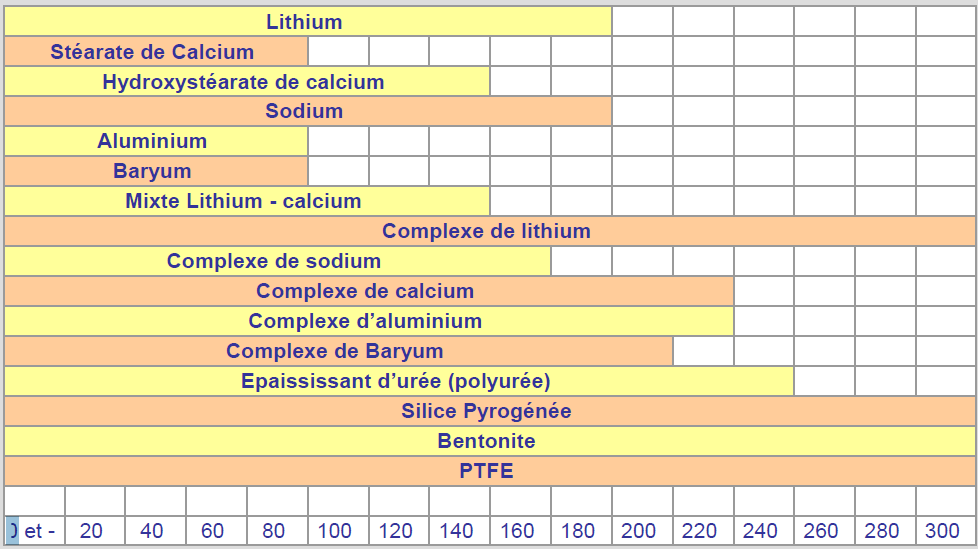 Lithium
Stéarate de Calcium
Hydroxystéarate de calcium
Sodium
Aluminium
Baryum
Mixte Lithium - calcium
Complexe de lithium
Complexe de sodium
Complexe de calcium
Complexe d’aluminium
Complexe de Baryum
Epaississant d’urée (polyurée)
Silice Pyrogénée
Bentonite
PTFE
0 et - 20 40 60 80 100 120 140 160 180 200 220 240 260 280 300